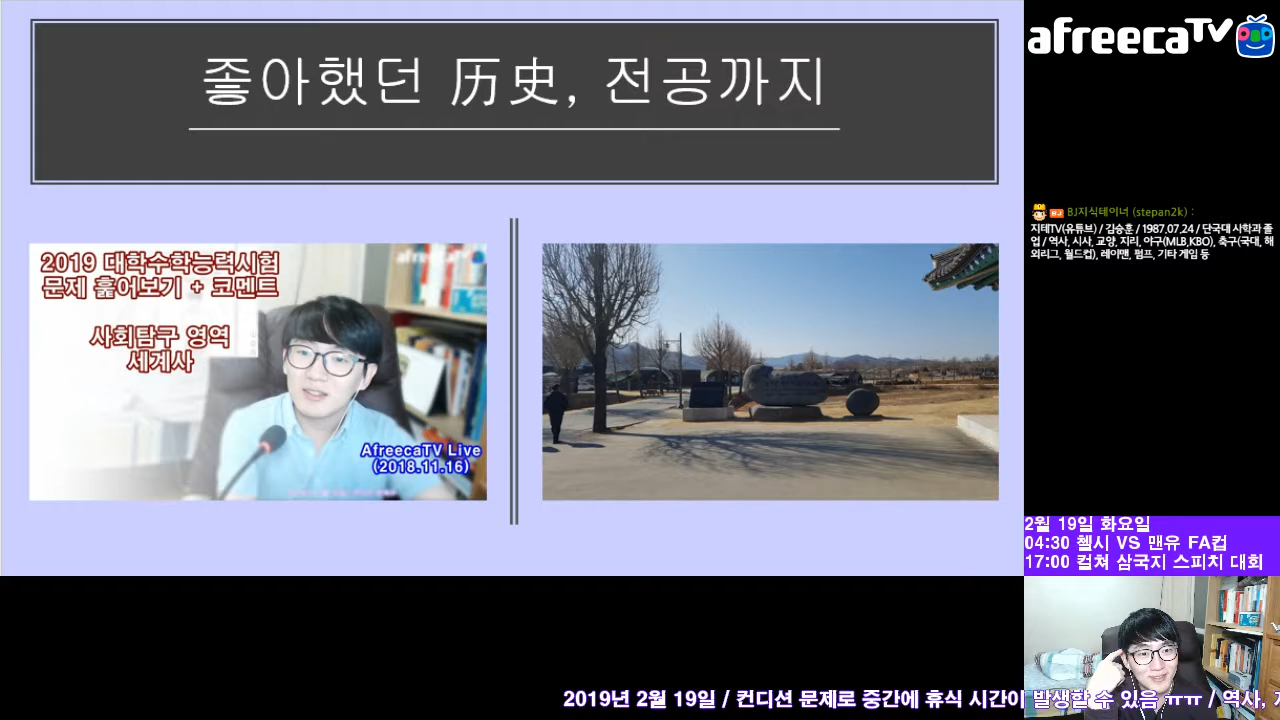 좋아했던 历史, 전공까지
2019 대학수학능력시험
문제 훑어보기 + 코멘트
사회탐구 영역
세계사
AfreecaTV Live
(2018.11.16)
afreecaTV
BJ BJ지식테이너 (stepan2k) :
지테TV(유튜브) / 김승훈 / 1987.07.24 / 단국대 사학과 졸
업 / 역사, 시사, 교양, 지리, 야구(MLB,KBO), 축구(국대, 해
외리그, 월드컵), 레이맨, 펌프, 기타 게임 등
2월 19일 화요일
04:30 첼시 VS 맨유 FA컵
17:00 컬쳐 삼국지 스피치 대회
2019년 2월 19일 / 컨디션 문제로 중간에 휴식 시간이 발생할 수 있음 ㅠㅠ / 역사,